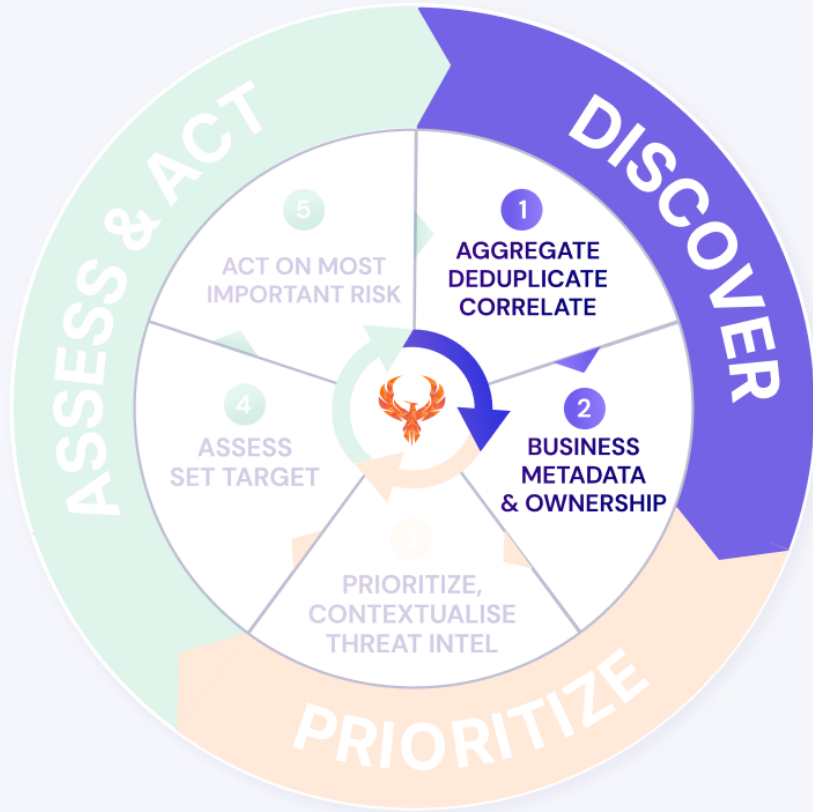 DISCOVER
1
AGGREGATE
DEDUPLICATE
CORRELATE
2
BUSINESS
METADATA
& OWNERSHIP
PRIORITIZE
3
PRIORITIZE,
CONTEXTUALISE
THREAT INTEL
ASSESS & ACT
4
ASSESS
SET TARGET
5
ACT ON MOST
IMPORTANT RISK